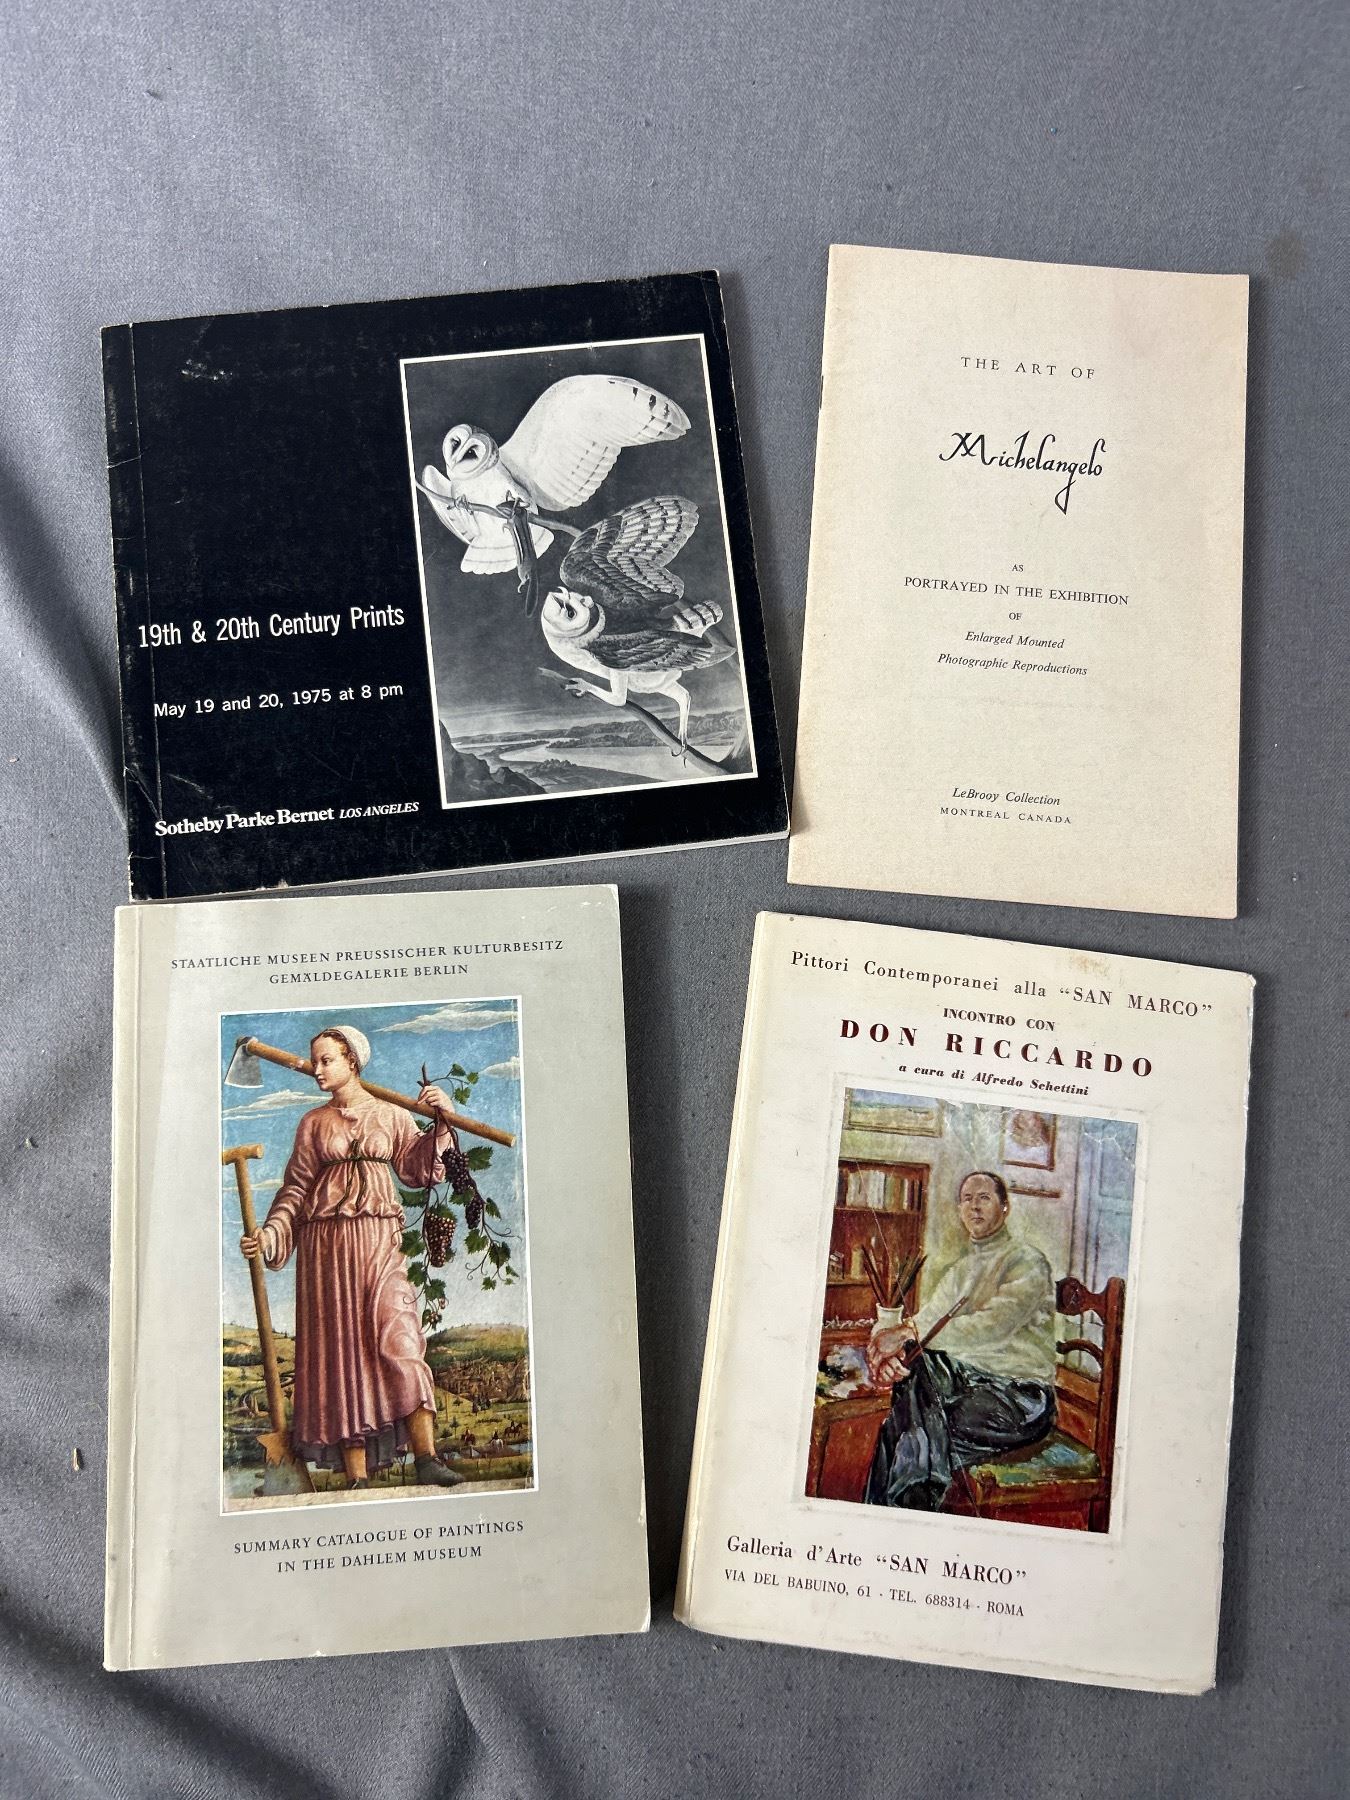 19th & 20th Century Prints
May 19 and 20, 1975 at 8 pm
Sotheby Parke Bernet LOS ANGELES
THE ART OF
Michelangelo
AS
PORTRAYED IN THE EXHIBITION
OF
Enlarged Mounted
Photographic Reproductions
LeBrooy Collection
MONTREAL CANADA
STAATLICHE MUSEEN PREUSSISCHER KULTURBESITZ
GEMÄLDEGALERIE BERLIN
SUMMARY CATALOGUE OF PAINTINGS
IN THE DAHLEM MUSEUM
Pittori Contemporanei alla “SAN MARCO”
INCONTRO CON
DON RICCARDO
a cura di Alfredo Schettini
Galleria d'Arte “SAN MARCO”
VIA DEL BABUINO, 61 - TEL. 688314 - ROMA